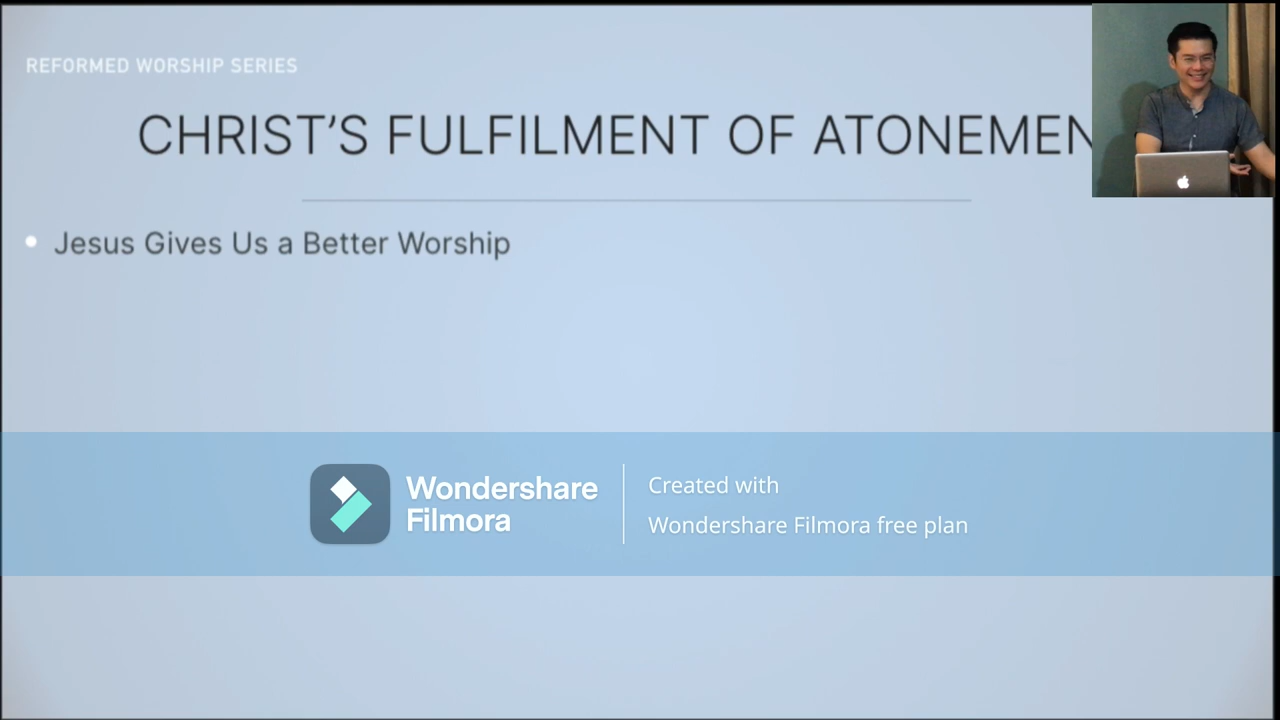 REFORMED WORSHIP SERIES
CHRIST'S FULFILMENT OF ATONEMEN
Jesus Gives Us a Better Worship
Wondershare
Filmora
Created with
Wondershare Filmora free plan